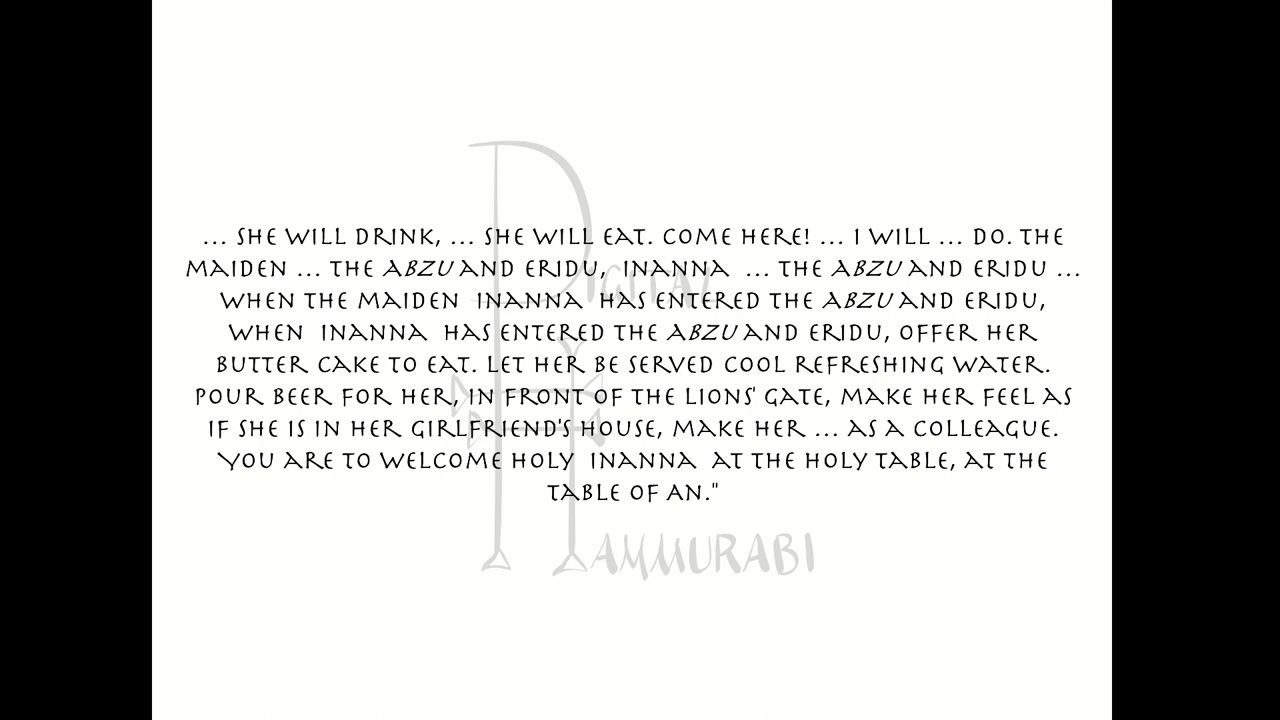 ... SHE WILL DRINK, ... SHE WILL EAT. COME HERE! ... I WILL ... DO. THE
MAIDEN ... THE ABZU AND ERIDU, INANNA ... THE ABZU AND ERIDU ...
WHEN THE MAIDEN INANNA HAS ENTERED THE ABZU AND ERIDU,
WHEN INANNA HAS ENTERED THE ABZU AND ERIDU, OFFER HER
BUTTER CAKE TO EAT. LET HER BE SERVED COOL REFRESHING WATER.
POUR BEER FOR HER, IN FRONT OF THE LIONS' GATE, MAKE HER FEEL AS
IF SHE IS IN HER GIRLFRIEND'S HOUSE, MAKE HER ... AS A COLLEAGUE.
YOU ARE TO WELCOME HOLY INANNA AT THE HOLY TABLE, AT THE
TABLE OF AN."
DIGITAL
HAMMURABI